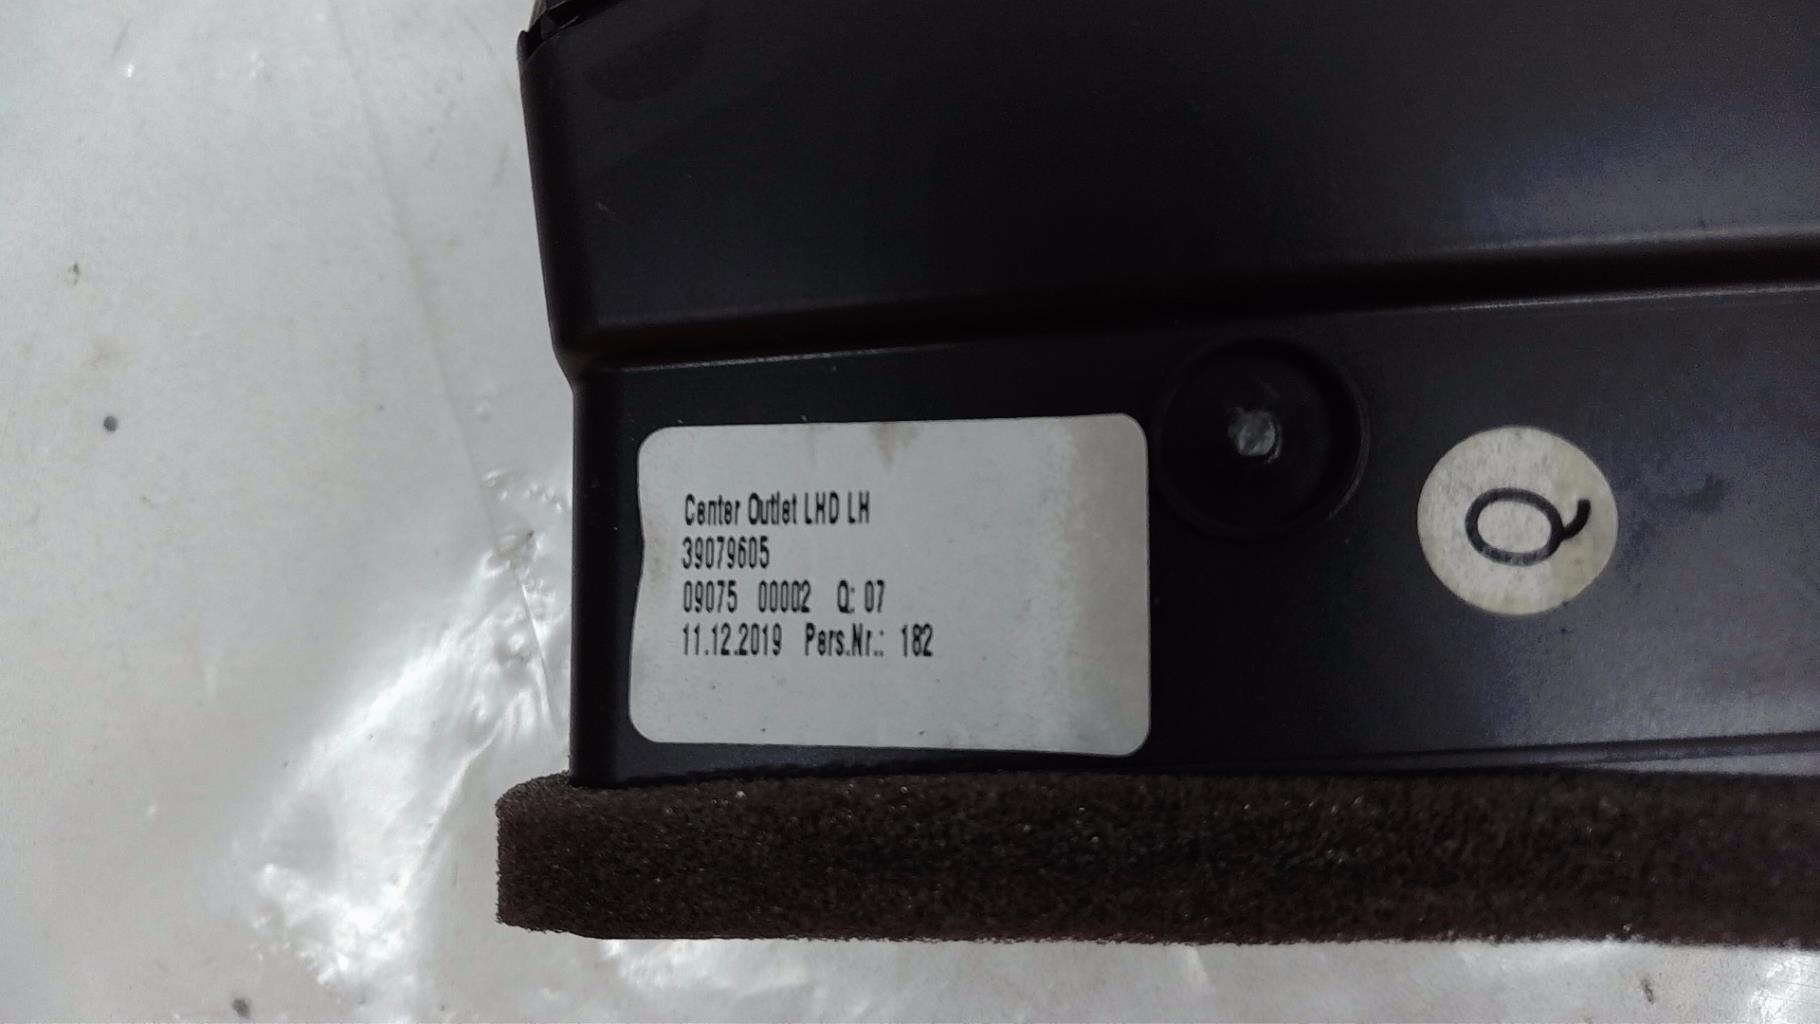 Center Outlet LHD LH
39079605
09075 00002 Q: 07
11.12.2019 Pers.Nr.: 182
Q